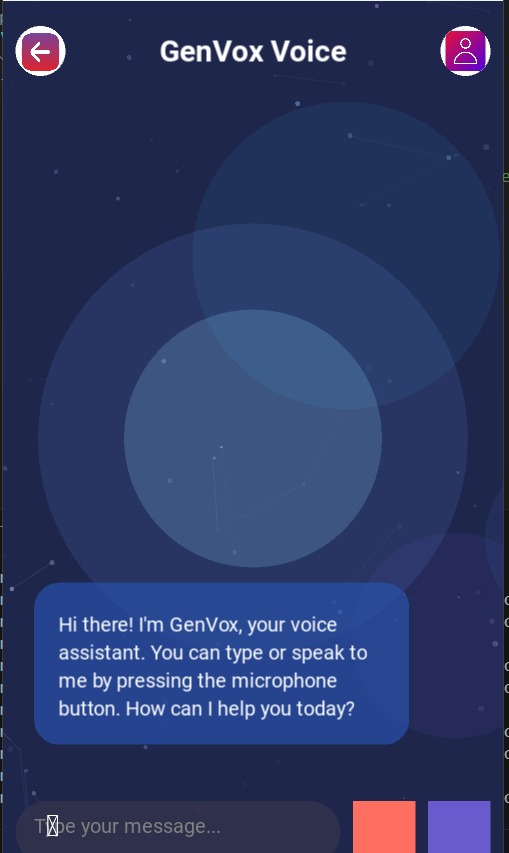 GenVox Voice
Hi there! I'm GenVox, your voice
assistant. You can type or speak to
me by pressing the microphone
button. How can I help you today?
Type your message...